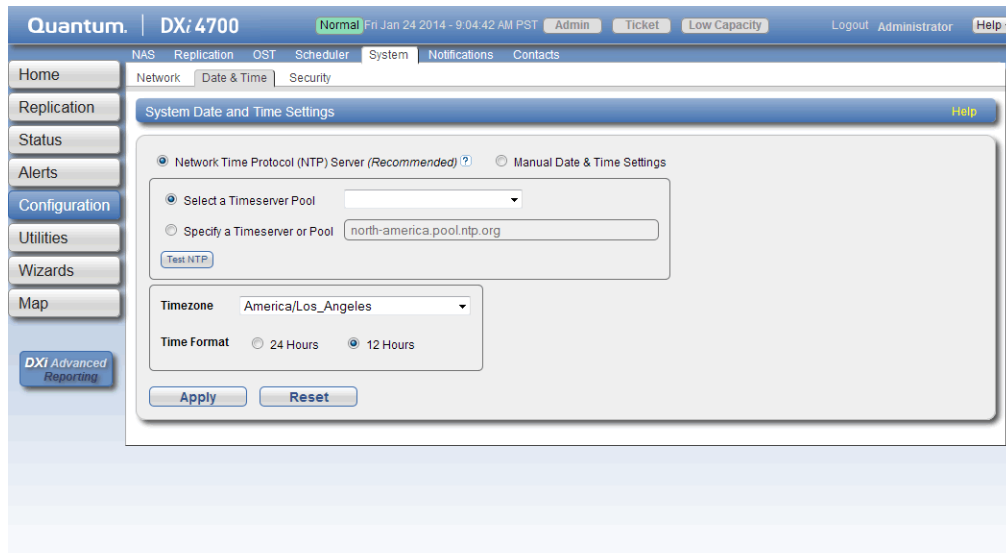 Quantum. | DXi 4700 Normal Fri Jan 24 2014 - 9:04:42 AM PST Admin Ticket Low Capacity Logout Administrator Help
NAS Replication OST Scheduler System Notifications Contacts
Network Date & Time Security
Home
Replication
Status
Alerts
Configuration
Utilities
Wizards
Map
DXi Advanced
Reporting
System Date and Time Settings Help
Network Time Protocol (NTP) Server (Recommended) ? Manual Date & Time Settings
Select a Timeserver Pool
Specify a Timeserver or Pool north-america.pool.ntp.org
Test NTP
Timezone America/Los_Angeles
Time Format 24 Hours 12 Hours
Apply Reset